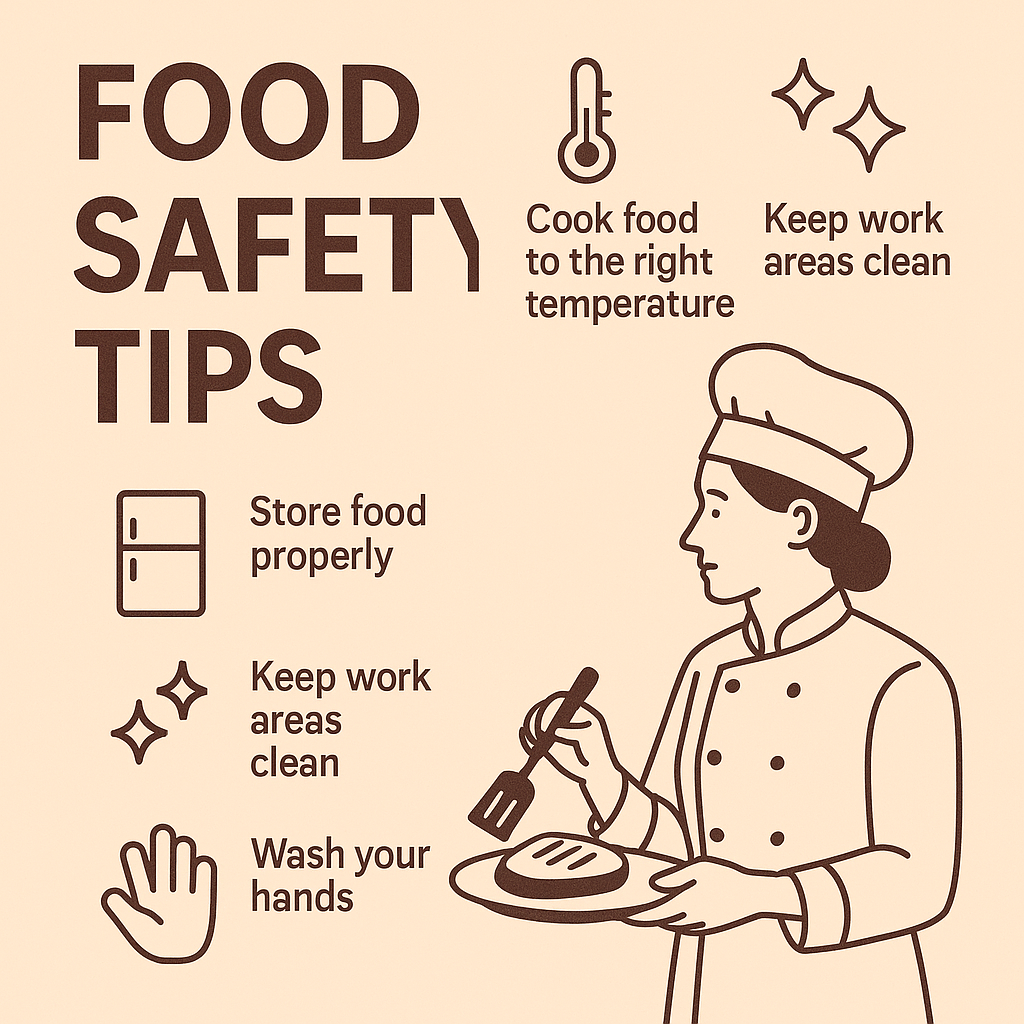 FOOD
SAFETY
TIPS
Cook food
to the right
temperature
Keep work
areas clean
Store food
properly
Keep work
areas
clean
Wash your
hands